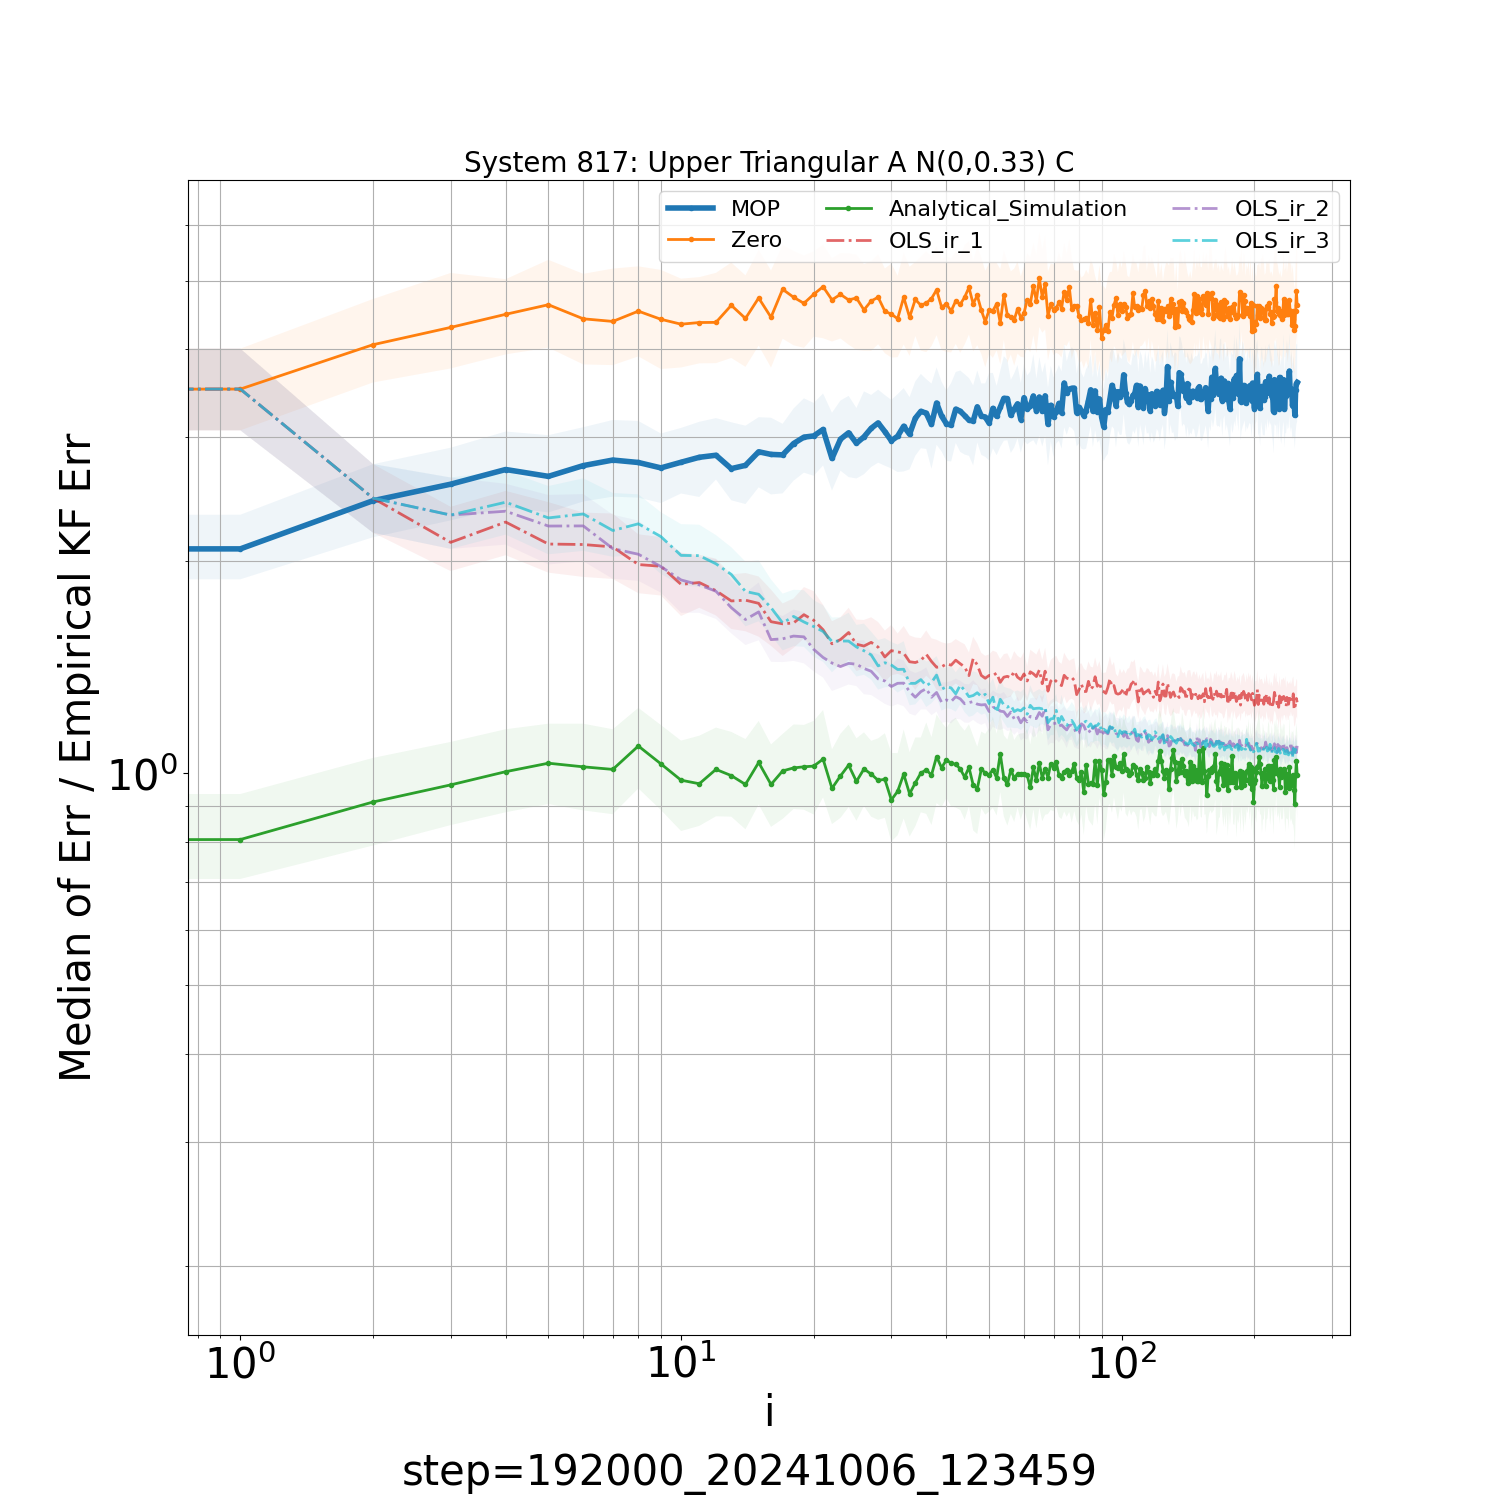 System 817: Upper Triangular A N(0,0.33) C
MOP
Zero
Analytical_Simulation
OLS_ir_1
OLS_ir_2
OLS_ir_3
Median of Err / Empirical KF Err
10⁰
10⁰
10¹
10²
i
step=192000_20241006_123459